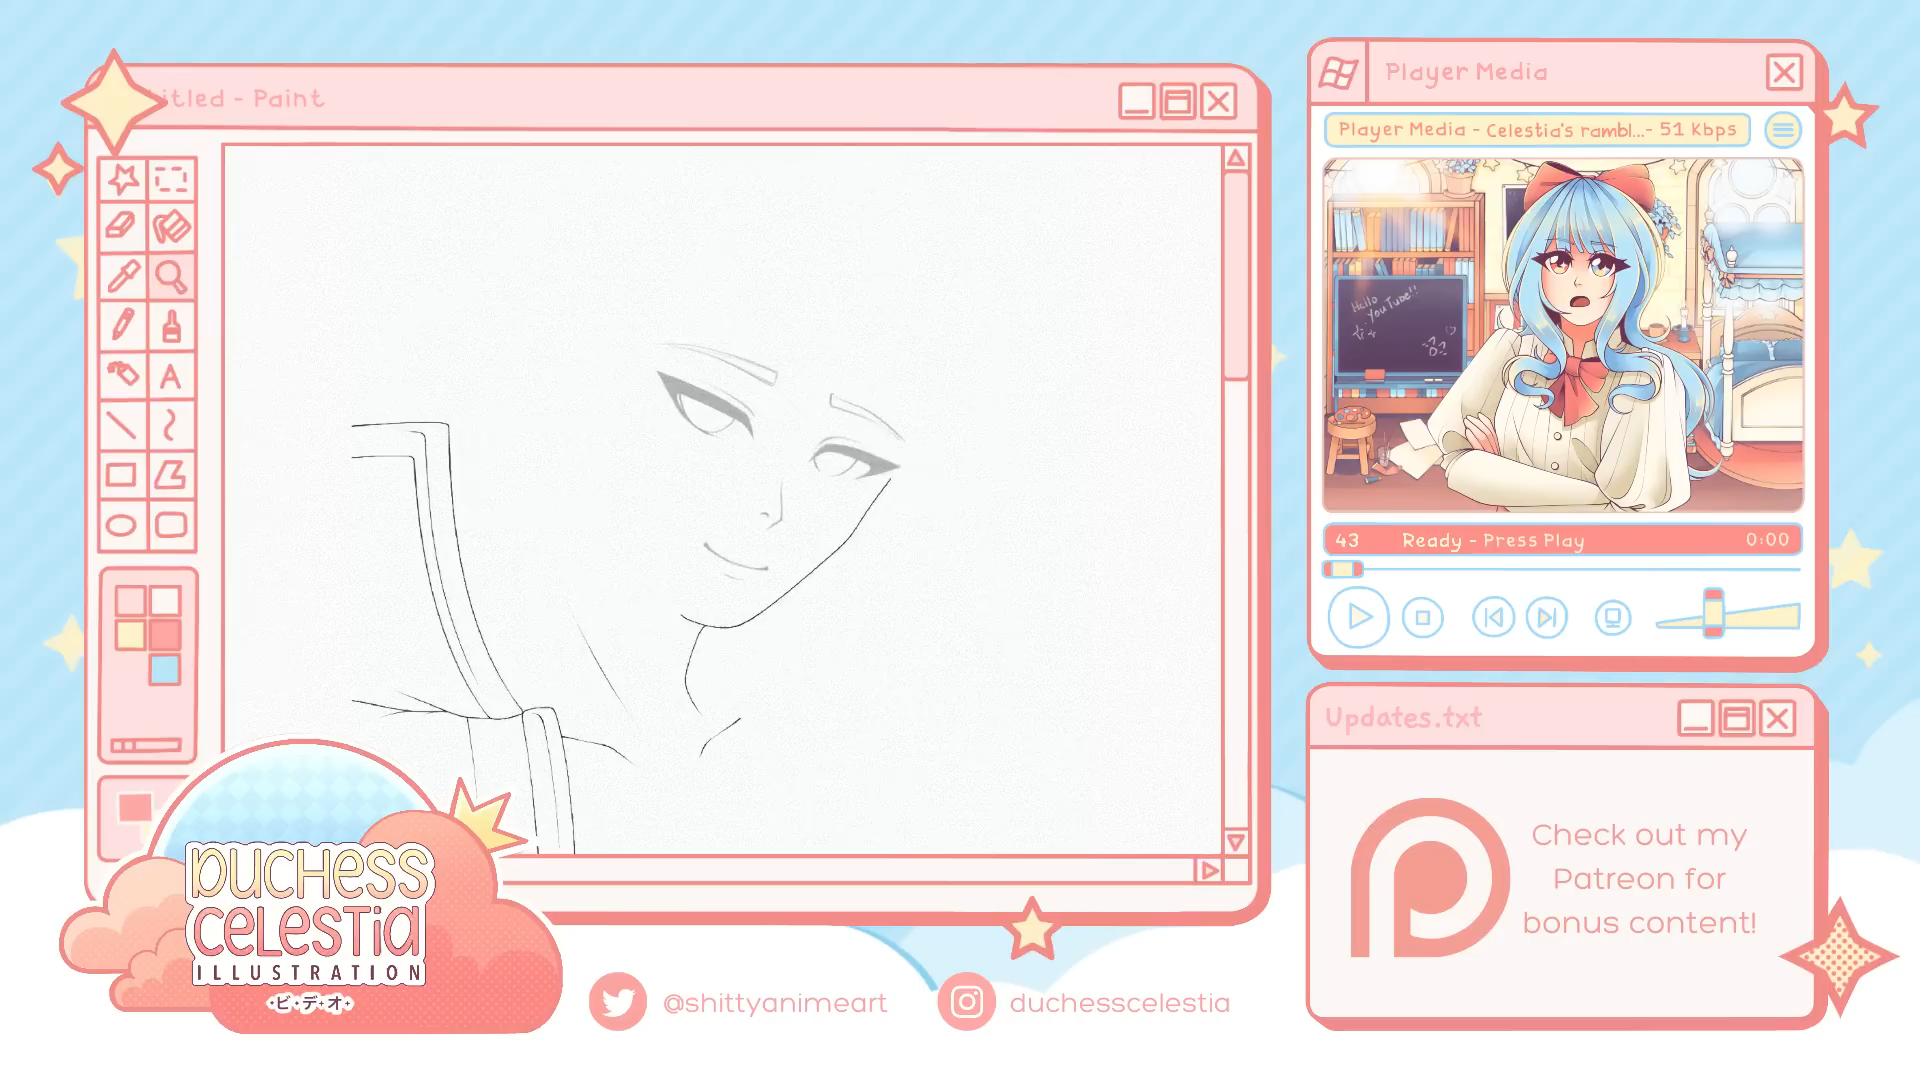 titled - Paint
Player Media
Player Media - Celestia's rambl...- 51 Kbps
Hello
YouTube!!
43 Ready - Press Play 0:00
A
Updates.txt
Check out my
Patreon for
bonus content!
DUCHESS
CELESTIA
ILLUSTRATION
・ビ・デ・オ・
@shittyanimeart
duchesscelestia